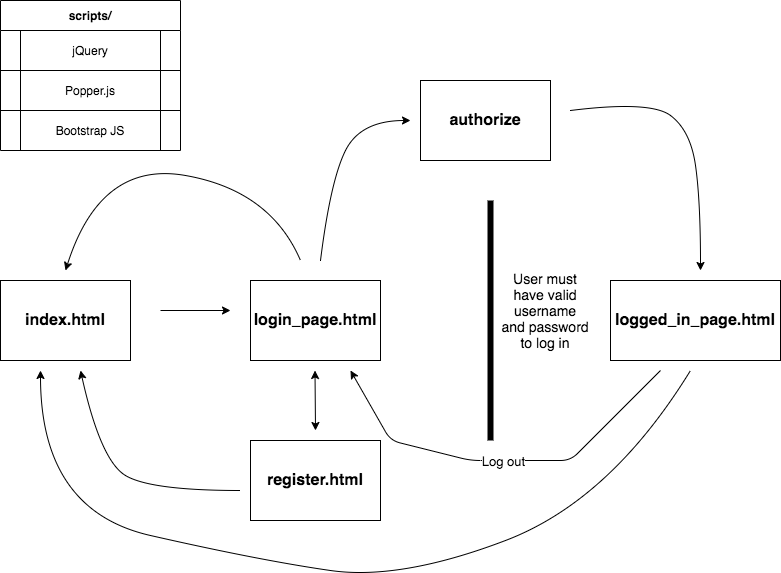 scripts/
jQuery
Popper.js
Bootstrap JS
authorize
index.html
login_page.html
User must
have valid
username
and password
to log in
logged_in_page.html
Log out
register.html